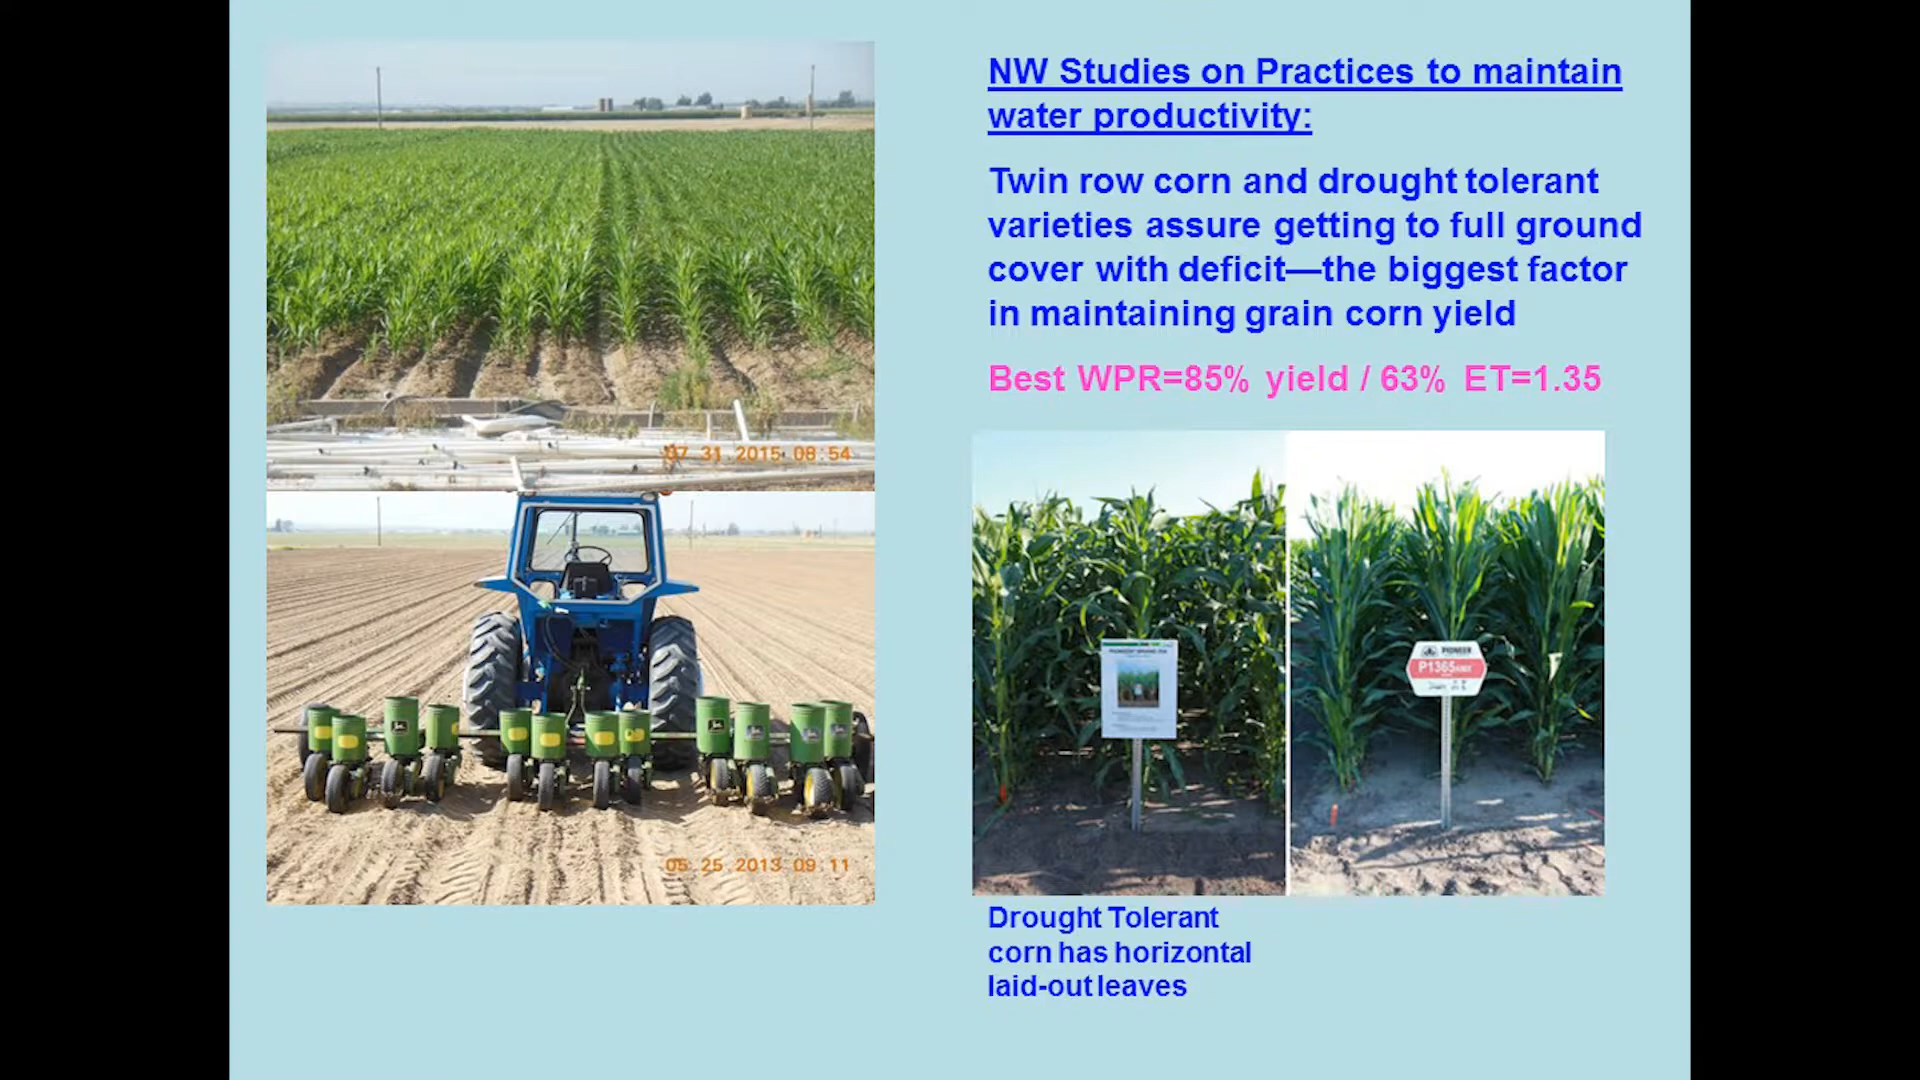 NW Studies on Practices to maintain
water productivity:
Twin row corn and drought tolerant
varieties assure getting to full ground
cover with deficit—the biggest factor
in maintaining grain corn yield
Best WPR=85% yield / 63% ET=1.35
07 31 2015 08:54
05 25 2013 09 11
PIONEER
P1365
Drought Tolerant
corn has horizontal
laid-out leaves